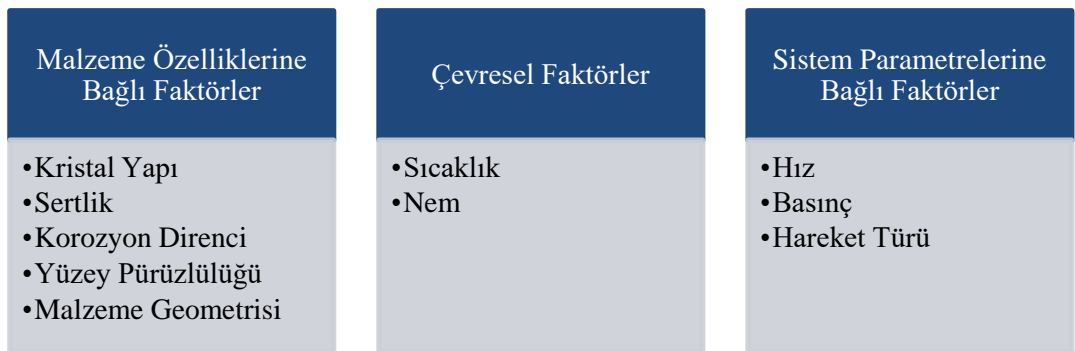 Malzeme Özelliklerine
Bağlı Faktörler
•Kristal Yapı
•Sertlik
•Korozyon Direnci
•Yüzey Pürüzlülüğü
•Malzeme Geometrisi
Çevresel Faktörler
•Sıcaklık
•Nem
Sistem Parametrelerine
Bağlı Faktörler
•Hız
•Basınç
•Hareket Türü